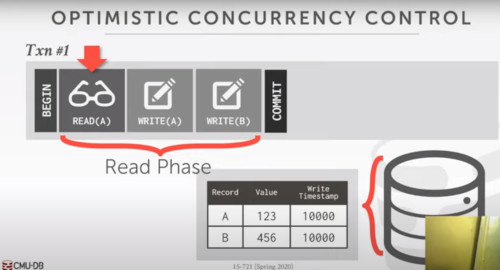 OPTIMISTIC CONCURRENCY CONTROL
Txn #1
BEGIN
READ(A)
WRITE(A)
WRITE(B)
COMMIT
Read Phase
Record Value Write Timestamp
A 123 10000
B 456 10000
CMU-DB
15-721 (Spring 2020)